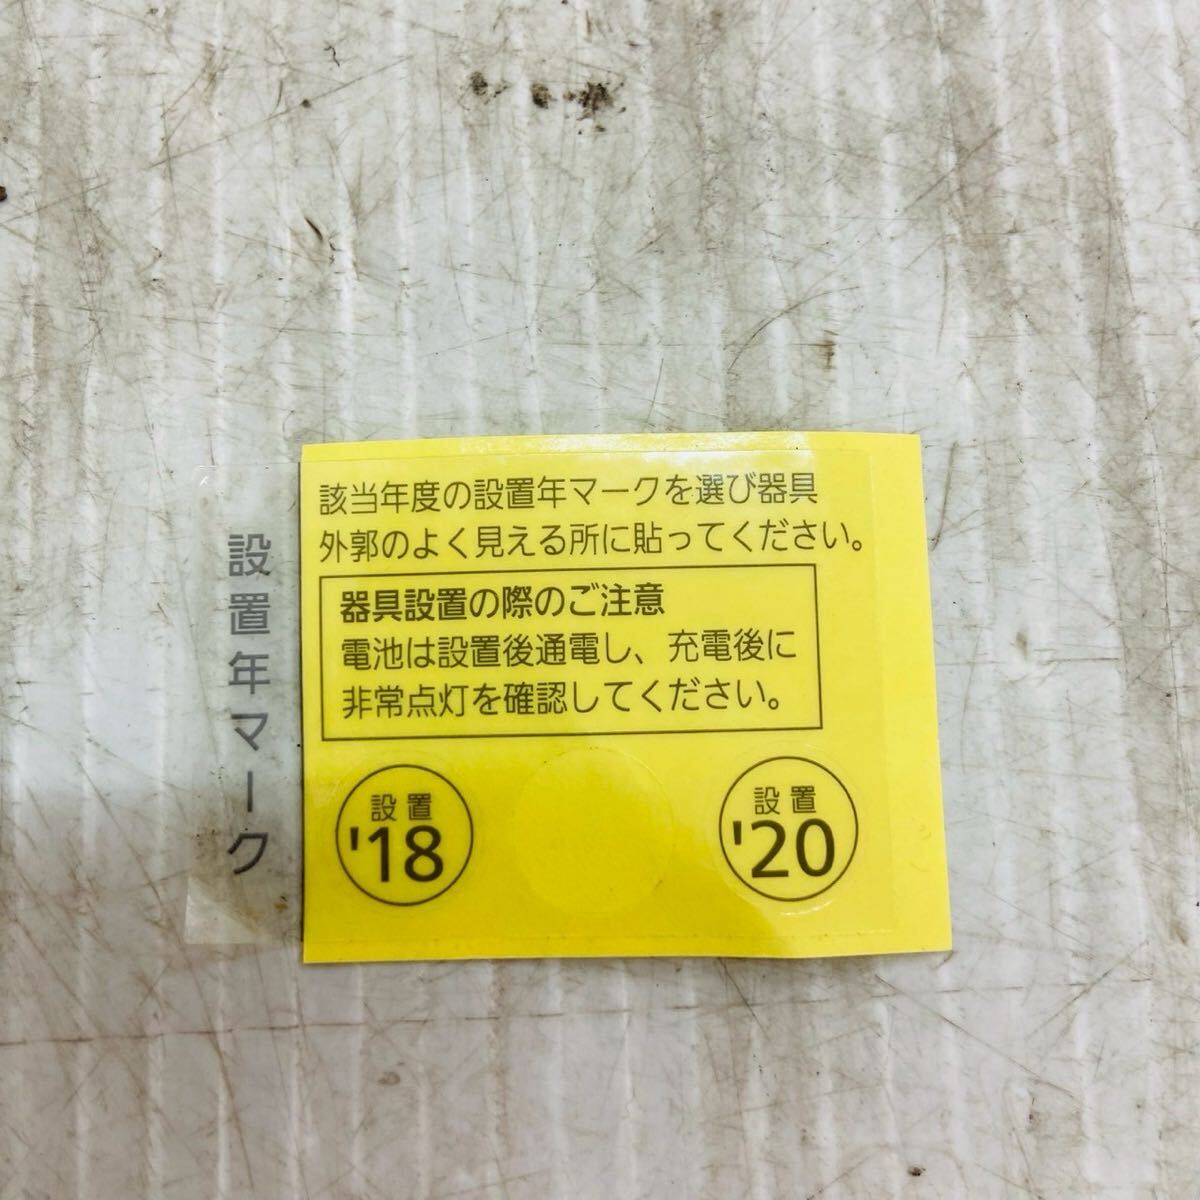 設置年マーク
該当年度の設置年マークを選び器具
外郭のよく見える所に貼ってください。
器具設置の際のご注意
電池は設置後通電し、充電後に
非常点灯を確認してください。
設置
'18
設置
'20